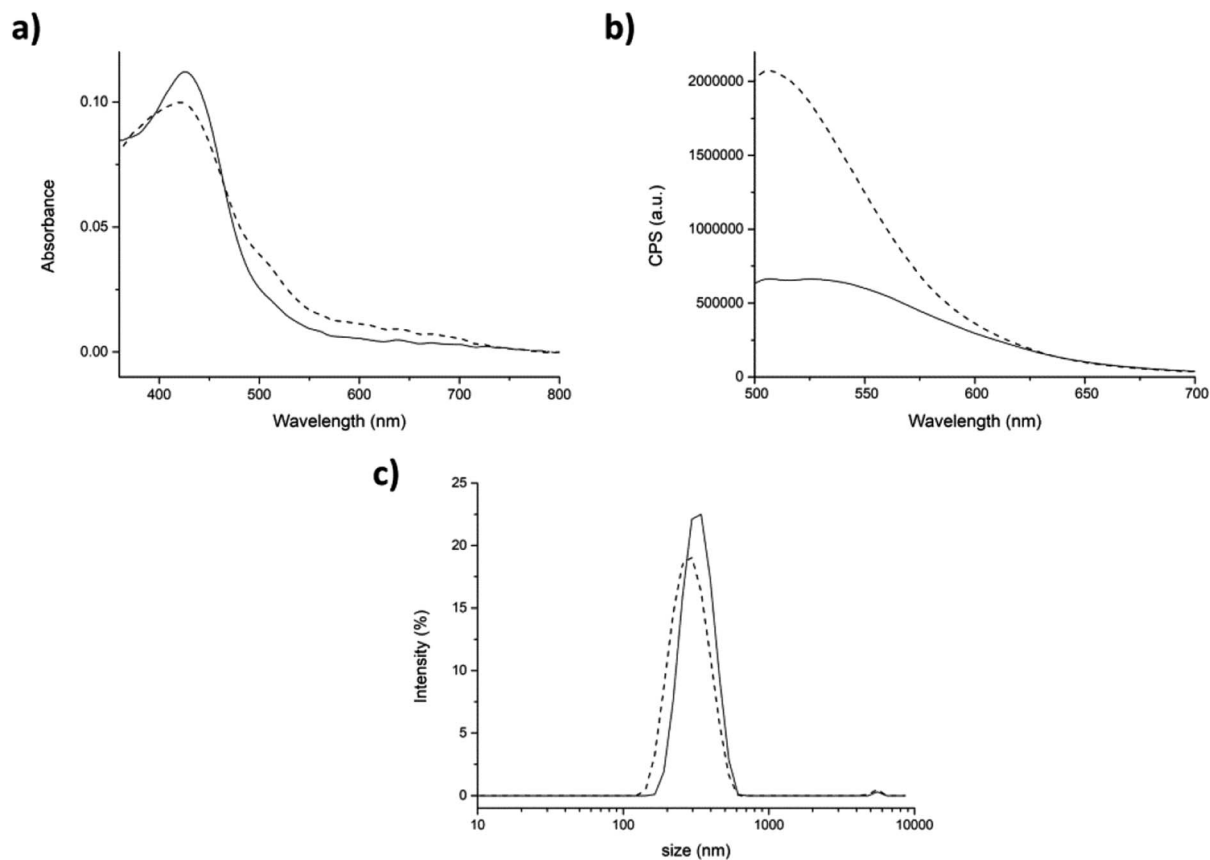 a)
Absorbance
0.10
0.05
0.00
400 500 600 700 800
Wavelength (nm)
b)
CPS (a.u.)
2000000
1500000
1000000
500000
0
500 550 600 650 700
Wavelength (nm)
c)
Intensity (%)
25
20
15
10
5
0
10 100 1000 10000
size (nm)